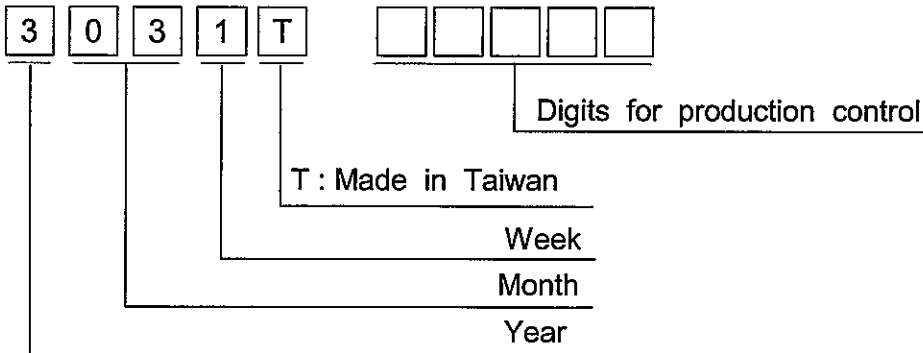 3 0 3 1 T
Digits for production control
T : Made in Taiwan
Week
Month
Year